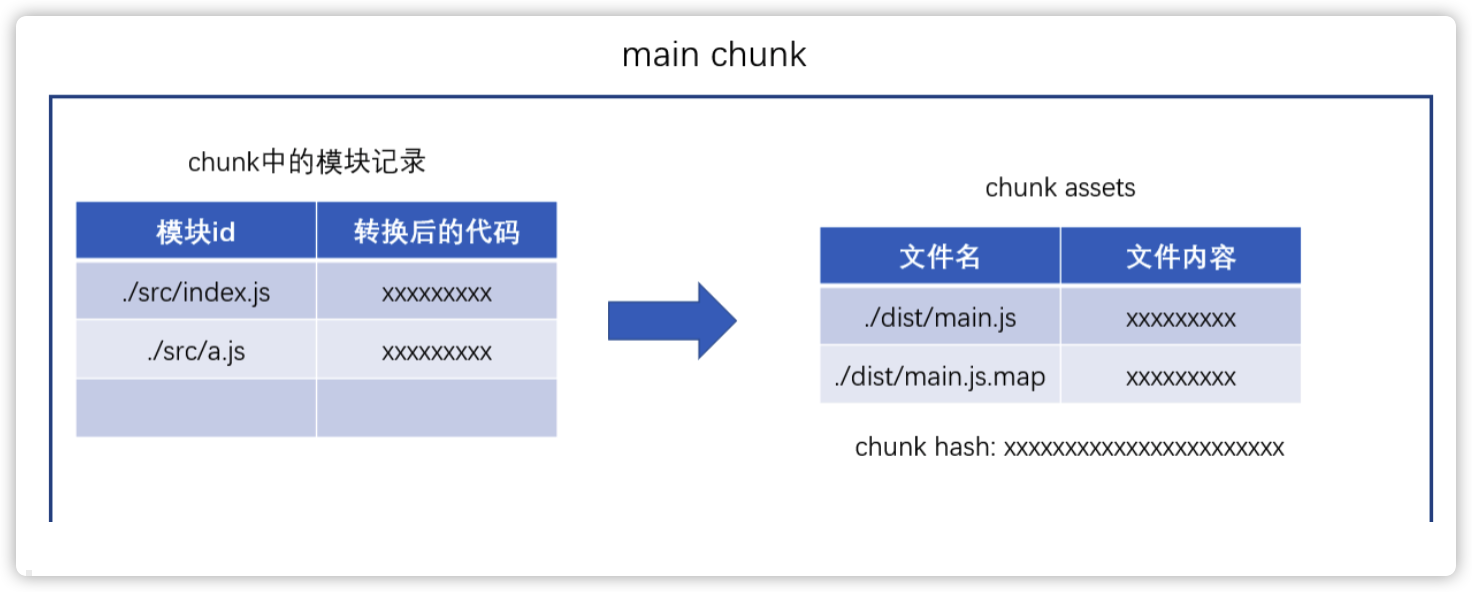 main chunk
chunk中的模块记录
模块id 转换后的代码
./src/index.js xxxxxxxxx
./src/a.js xxxxxxxxx
chunk assets
文件名 文件内容
./dist/main.js xxxxxxxxx
./dist/main.js.map xxxxxxxxx
chunk hash: xxxxxxxxxxxxxxxxxxxxxxx